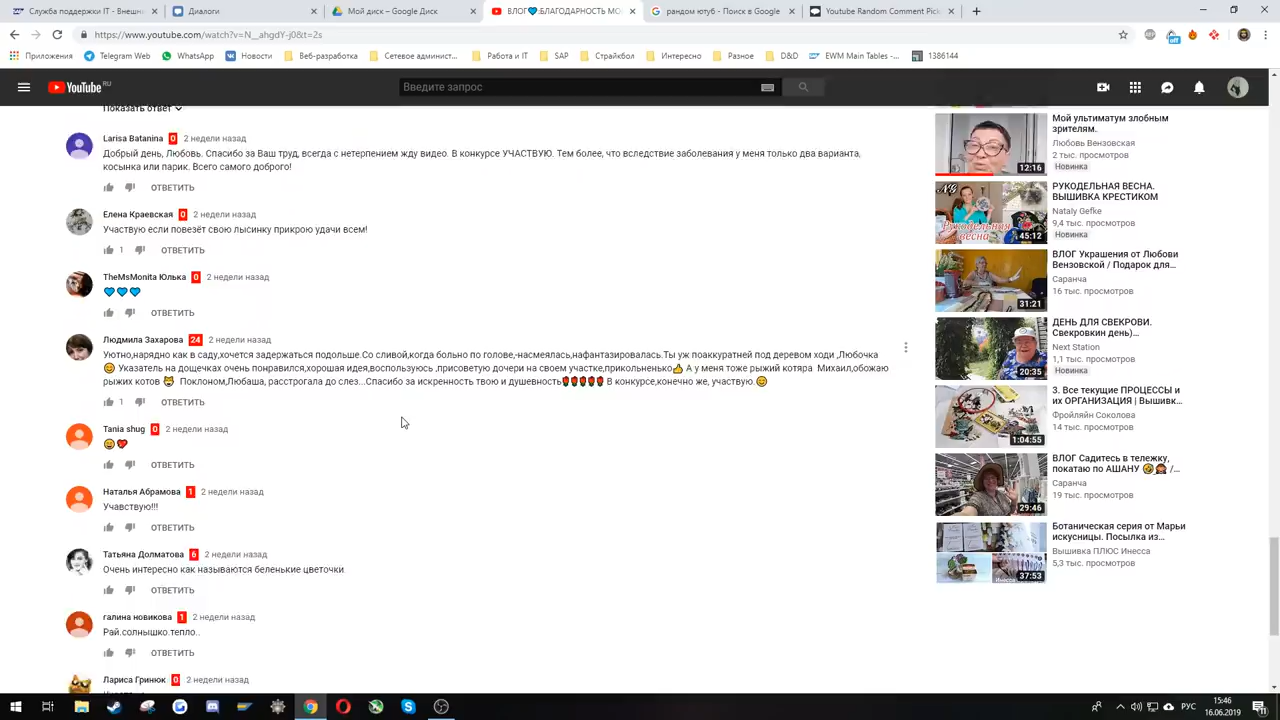 Служба поддержки IT - Внешн
Диалоги
Мой диск – Google Диск
ВЛОГ💙:БЛАГОДАРНОСТЬ МО
рандом ютуб - Поиск в Google
Youtube Random Comment Pick
https://www.youtube.com/watch?v=N__ahgdY-j0&t=2s
off
Приложения
Telegram Web
WhatsApp
Новости
Веб-разработка
Сетевое админист...
Работа и IT
SAP
Страйкбол
Интересно
Разное
D&D
EWM Main Tables -...
1386144
YouTube RU
Введите запрос
Показать ответ
Larisa Batanina 0 2 недели назад
Добрый день, Любовь. Спасибо за Ваш труд, всегда с нетерпением жду видео. В конкурсе УЧАСТВУЮ. Тем более, что вследствие заболевания у меня только два варианта,
косынка или парик. Всего самого доброго!
ОТВЕТИТЬ
Елена Краевская 0 2 недели назад
Участвую если повезёт свою лысинку прикрою удачи всем!
1 ОТВЕТИТЬ
TheMsMonita Юлька 0 2 недели назад
💙💙💙
ОТВЕТИТЬ
Людмила Захарова 24 2 недели назад
Уютно,нарядно как в саду,хочется задержаться подольше.Со сливой,когда больно по голове,-насмеялась,нафантазировалась.Ты уж поаккуратней под деревом ходи ,Любочка
😊 Указатель на дощечках очень понравился,хорошая идея,воспользуюсь ,присоветую дочери на своем участке,прикольненько👍 А у меня тоже рыжий котяра Михаил,обожаю
рыжих котов 😺 Поклоном,Любаша, расстрогала до слез...Спасибо за искренность твою и душевность🌹🌹🌹🌹🌹 В конкурсе,конечно же, участвую.😊
1 ОТВЕТИТЬ
Tania shug 0 2 недели назад
😄❤
ОТВЕТИТЬ
Наталья Абрамова 1 2 недели назад
Учавствую!!!
ОТВЕТИТЬ
Татьяна Долматова 6 2 недели назад
Очень интересно как называются беленькие цветочки
ОТВЕТИТЬ
галина новикова 1 2 недели назад
Рай.солнышко.тепло..
ОТВЕТИТЬ
Лариса Гринюк 0 2 недели назад
12:16
Мой ультиматум злобным
зрителям.
Любовь Вензовская
2 тыс. просмотров
Новинка
Рукодельная
весна
45:12
РУКОДЕЛЬНАЯ ВЕСНА.
ВЫШИВКА КРЕСТИКОМ
Nataly Gefke
9,4 тыс. просмотров
Новинка
31:21
ВЛОГ Украшения от Любови
Вензовской / Подарок для...
Саранча
16 тыс. просмотров
20:35
ДЕНЬ ДЛЯ СВЕКРОВИ.
Свекровкин день)...
Next Station
1,1 тыс. просмотров
Новинка
1:04:55
3. Все текущие ПРОЦЕССЫ и
их ОРГАНИЗАЦИЯ | Вышивк...
Фройляйн Соколова
14 тыс. просмотров
29:46
ВЛОГ Садитесь в тележку,
покатаю по АШАНУ 🤣🤦 /...
Саранча
19 тыс. просмотров
37:53
Ботаническая серия от Марьи
искусницы. Посылка из...
Вышивка ПЛЮС Инесса
5,3 тыс. просмотров
РУС
15:46
16.06.2019